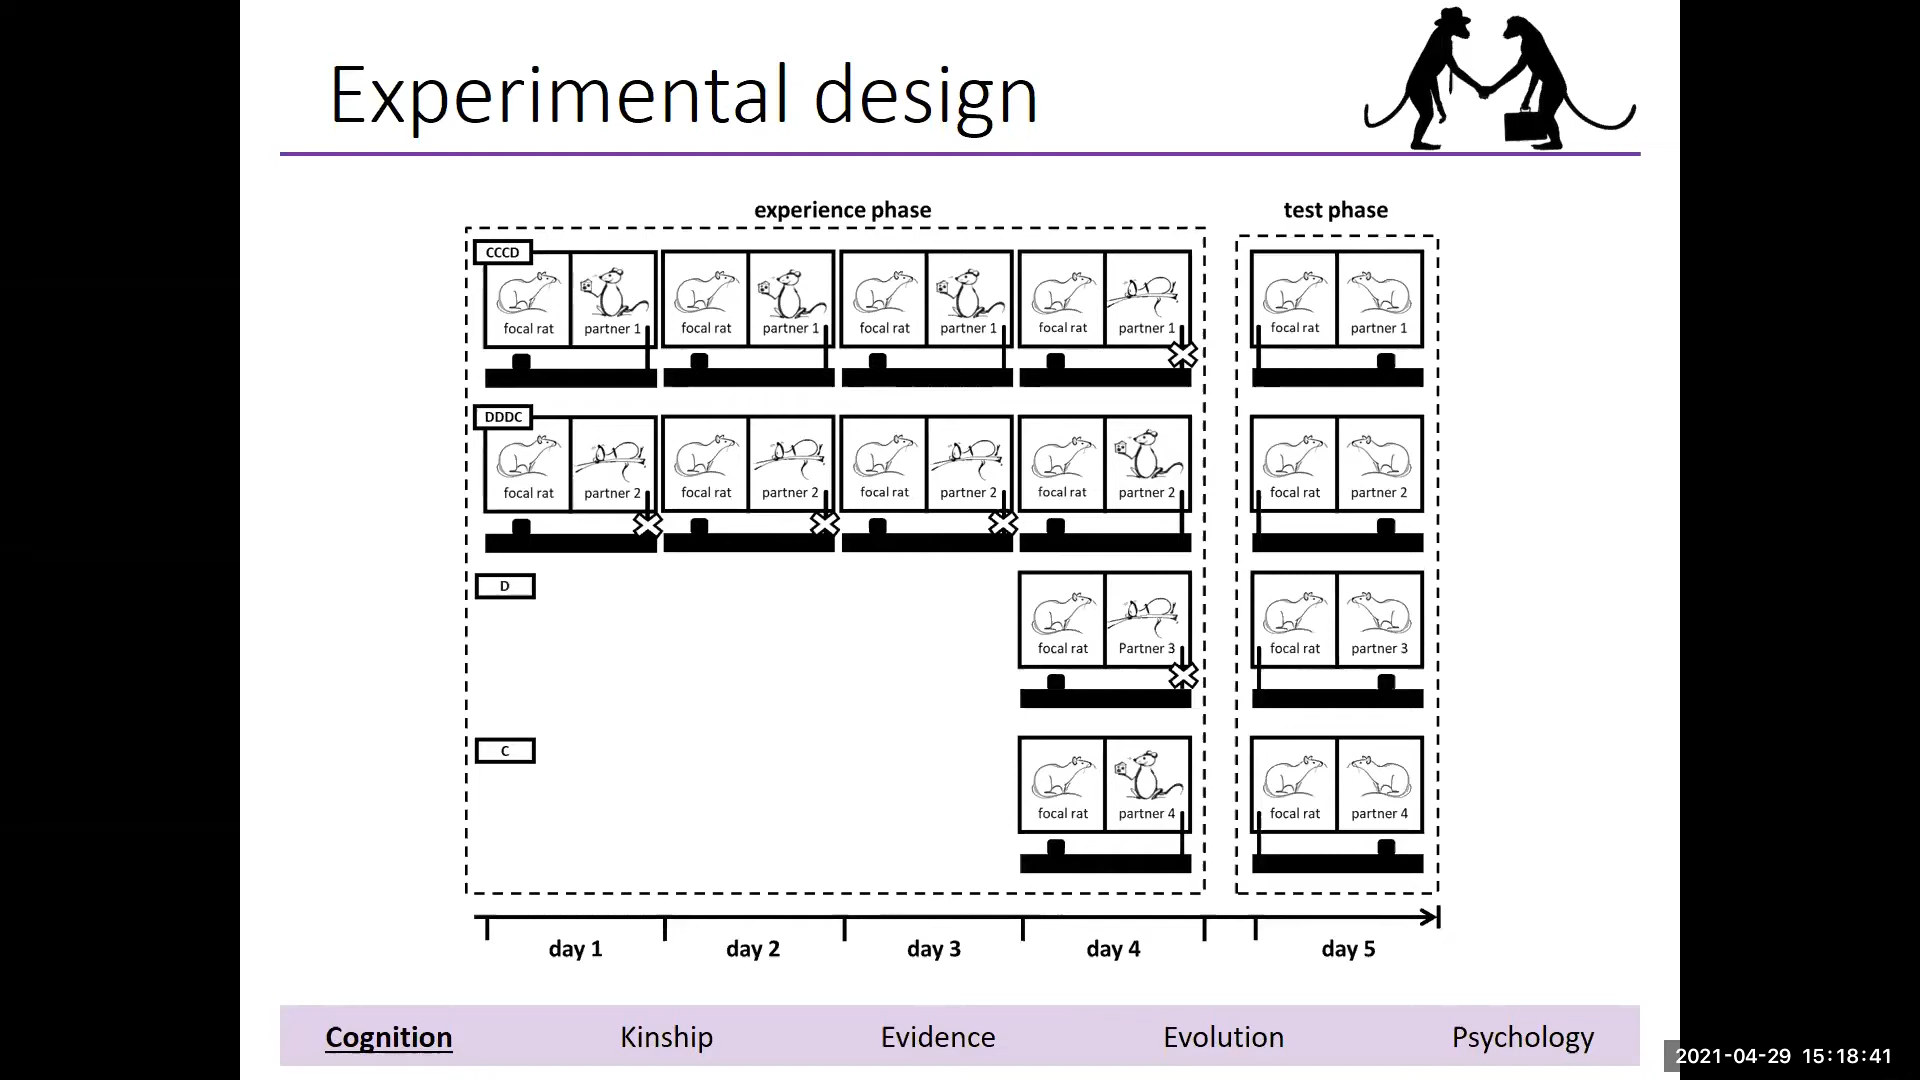 Experimental design
experience phase
test phase
CCCD
focal rat partner 1 focal rat partner 1 focal rat partner 1 focal rat partner 1 focal rat partner 1
DDDC
focal rat partner 2 focal rat partner 2 focal rat partner 2 focal rat partner 2 focal rat partner 2
D
focal rat Partner 3 focal rat partner 3
C
focal rat partner 4 focal rat partner 4
day 1 day 2 day 3 day 4 day 5
Cognition Kinship Evidence Evolution Psychology
2021-04-29 15:18:41